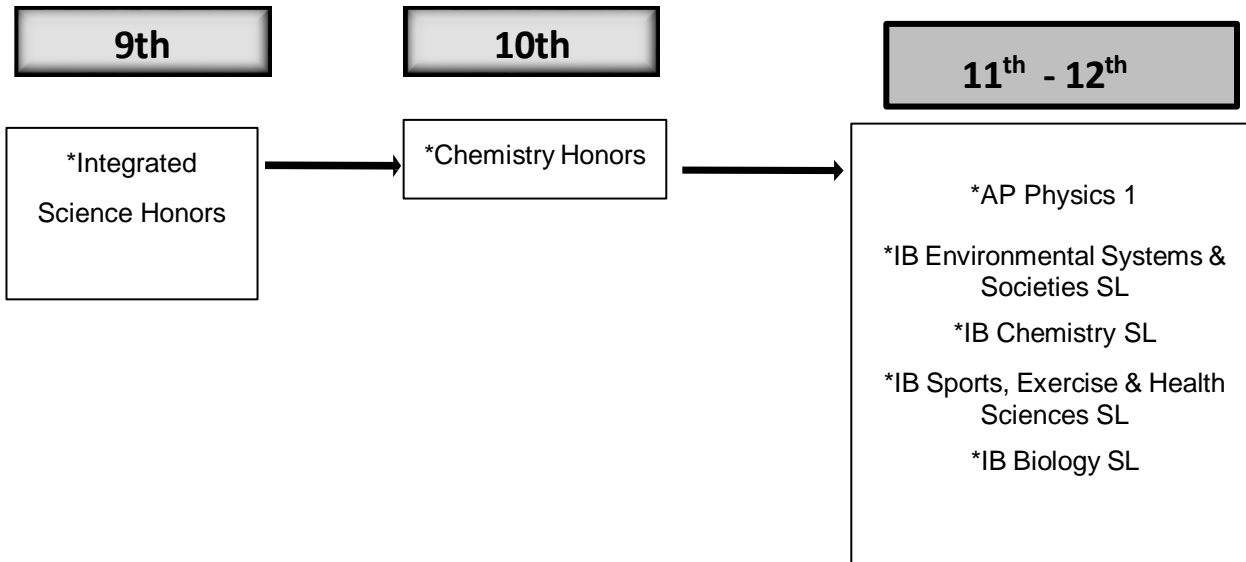 9th
10th
11th - 12th
*Integrated
Science Honors
*Chemistry Honors
*AP Physics 1
*IB Environmental Systems &
Societies SL
*IB Chemistry SL
*IB Sports, Exercise & Health
Sciences SL
*IB Biology SL